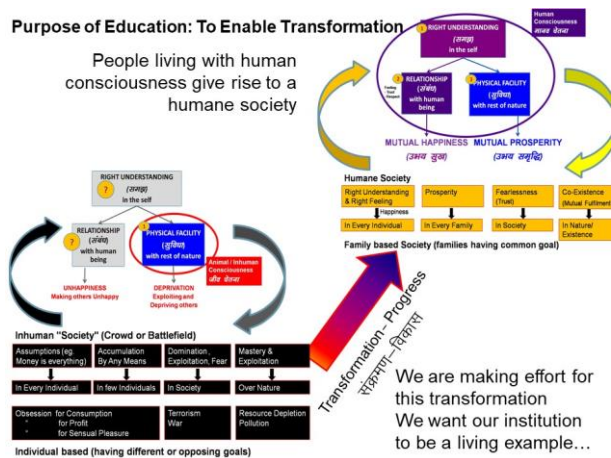 Purpose of Education: To Enable Transformation
People living with human
consciousness give rise to a
humane society
1
RIGHT UNDERSTANDING
(समझ)
in the self
Human
Consciousness
मानव चेतना
2
RELATIONSHIP
(संबंध)
with human
being
Feeling
Trust
Respect
3
PHYSICAL FACILITY
(सुविधा)
with rest of nature
MUTUAL HAPPINESS
(उभय सुख)
MUTUAL PROSPERITY
(उभय समृद्धि)
Humane Society
Right Understanding
& Right Feeling
Prosperity
Fearlessness
(Trust)
Co-Existence
(Mutual Fulfilment)
Happiness
In Every Individual
In Every Family
In Society
In Nature/
Existence
Family based Society (families having common goal)
RIGHT UNDERSTANDING
?
(समझ)
in the self
?
RELATIONSHIP
(संबंध)
with human
being
PHYSICAL FACILITY
(सुविधा)
with rest of nature
UNHAPPINESS
Making others Unhappy
DEPRIVATION
Exploiting and
Depriving others
Animal / Inhuman
Consciousness
जीव चेतना
Inhuman "Society" (Crowd or Battlefield)
Assumptions (eg.
Money is everything)
Accumulation
By Any Means
Domination,
Exploitation, Fear
Mastery &
Exploitation
In Every Individual
In few Individuals
In Society
Over Nature
Obsession for Consumption
" for Profit
" for Sensual Pleasure
Terrorism
War
Resource Depletion
Pollution
Individual based (having different or opposing goals)
Transformation– Progress
संक्रमण–विकास
We are making effort for
this transformation
We want our institution
to be a living example…